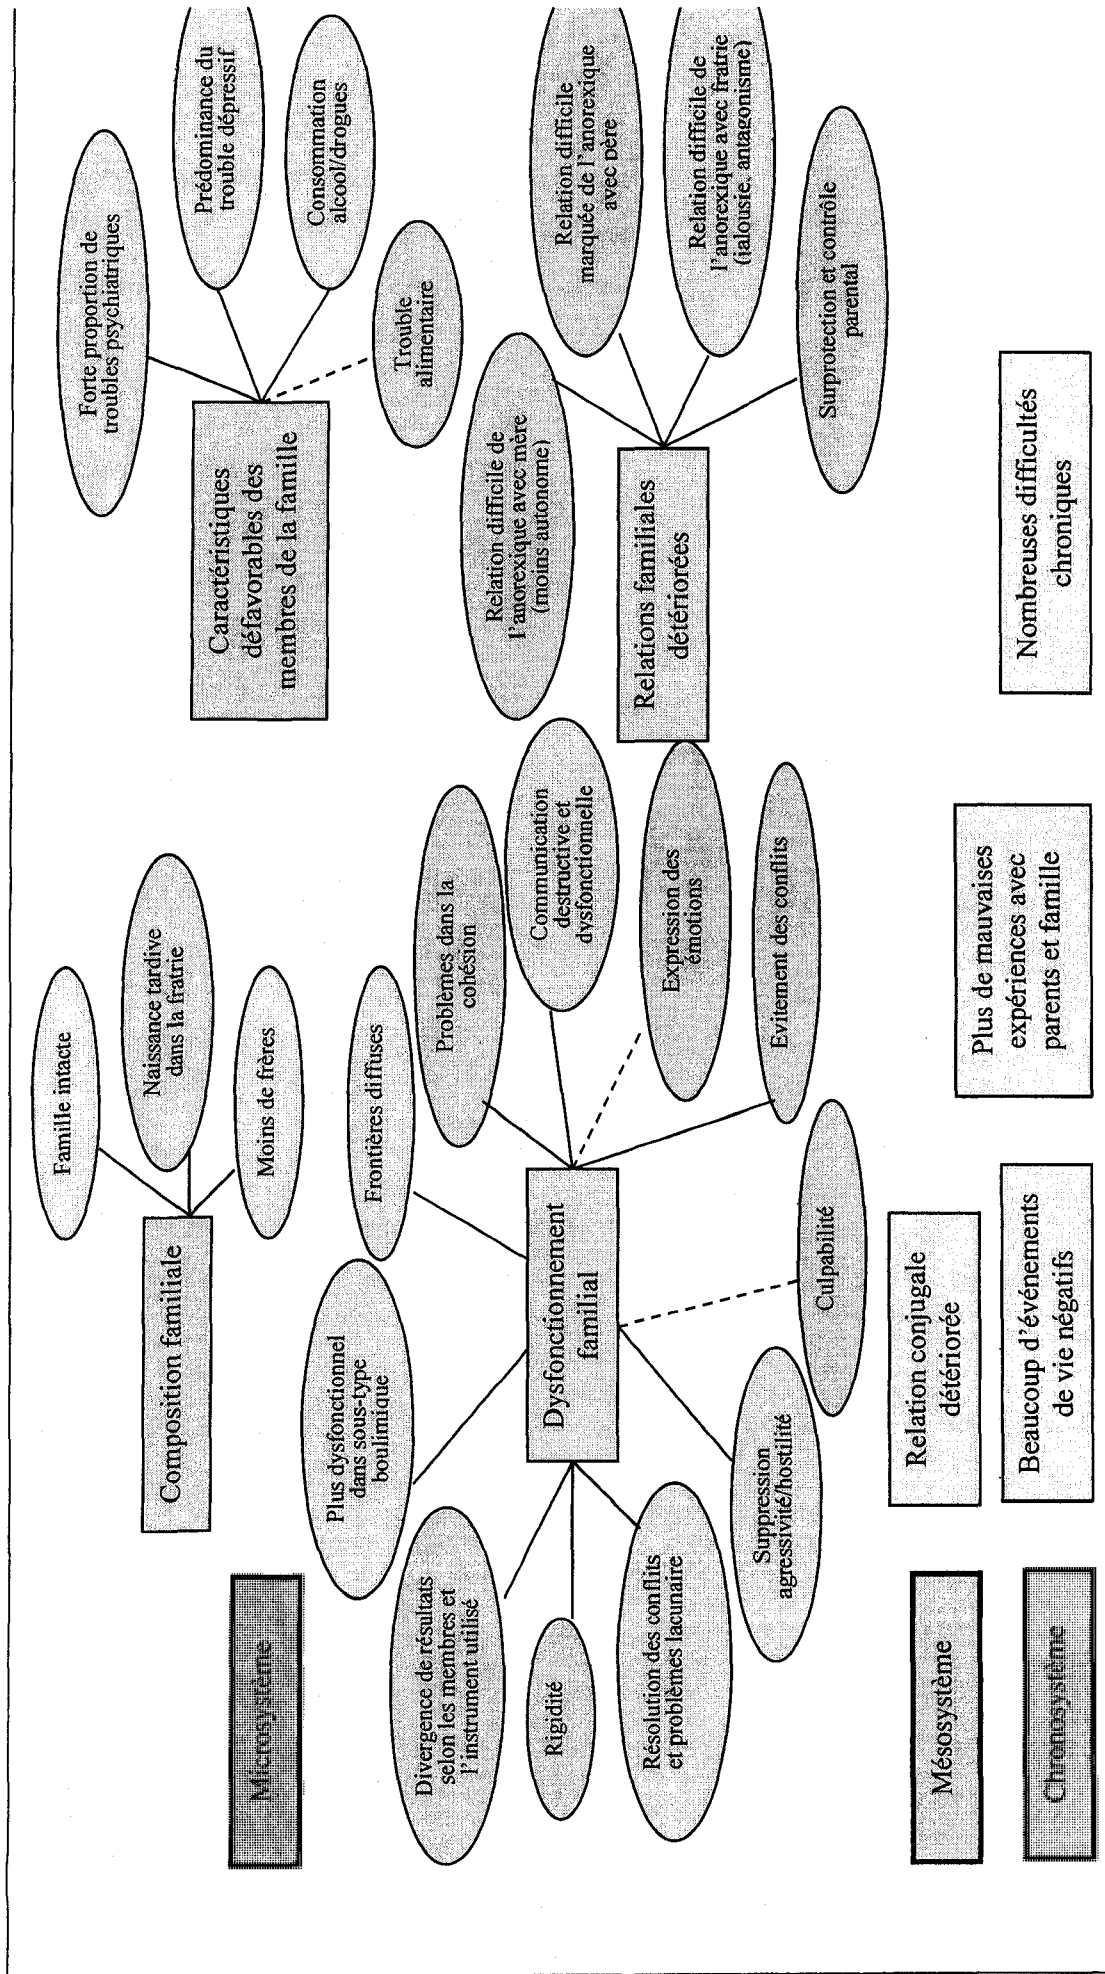 Microsystème
Composition familiale
Famille intacte
Naissance tardive
dans la fratrie
Moins de frères
Caractéristiques
défavorables des
membres de la famille
Forte proportion de
troubles psychiatriques
Prédominance du
trouble dépressif
Consommation
alcool/drogues
Trouble
alimentaire
Dysfonctionnement
familial
Divergence de résultats
selon les membres et
l'instrument utilisé
Plus dysfonctionnel
dans sous-type
boulimique
Frontières diffuses
Problèmes dans la
cohésion
Communication
destructive et
dysfonctionnelle
Expression des
émotions
Evitement des conflits
Culpabilité
Suppression
agressivité/hostilité
Résolution des conflits
et problèmes lacunaire
Rigidité
Relations familiales
détériorées
Relation difficile de
l'anorexique avec mère
(moins autonome)
Relation difficile
marquée de l'anorexique
avec père
Relation difficile de
l'anorexique avec fratrie
(jalousie, antagonisme)
Surprotection et contrôle
parental
Mésosystème
Relation conjugale
détériorée
Chronosystème
Beaucoup d'événements
de vie négatifs
Plus de mauvaises
expériences avec
parents et famille
Nombreuses difficultés
chroniques